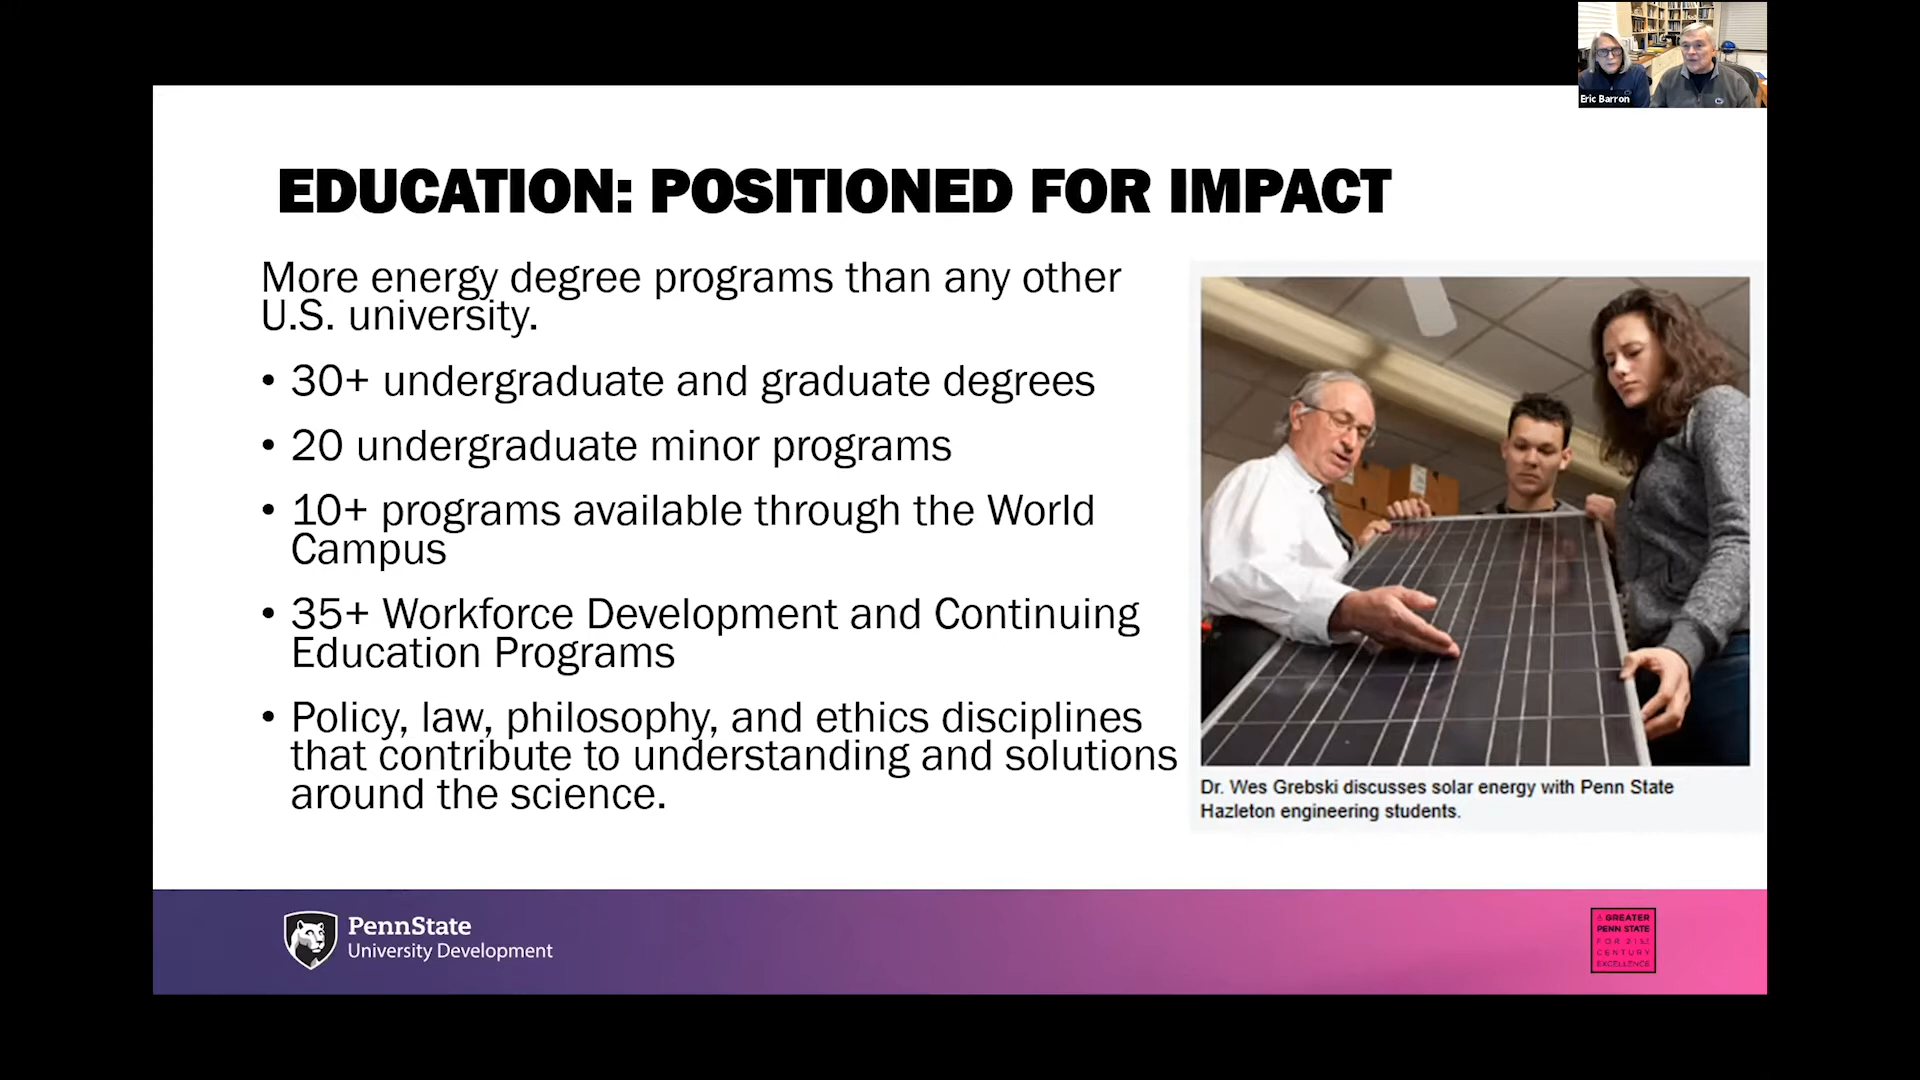 Eric Barron
EDUCATION: POSITIONED FOR IMPACT
More energy degree programs than any other
U.S. university.
• 30+ undergraduate and graduate degrees
• 20 undergraduate minor programs
• 10+ programs available through the World
Campus
• 35+ Workforce Development and Continuing
Education Programs
• Policy, law, philosophy, and ethics disciplines
that contribute to understanding and solutions
around the science.
Dr. Wes Grebski discusses solar energy with Penn State
Hazleton engineering students.
PennState
University Development
A GREATER
PENN STATE
FOR 21ST
CENTURY
EXCELLENCE